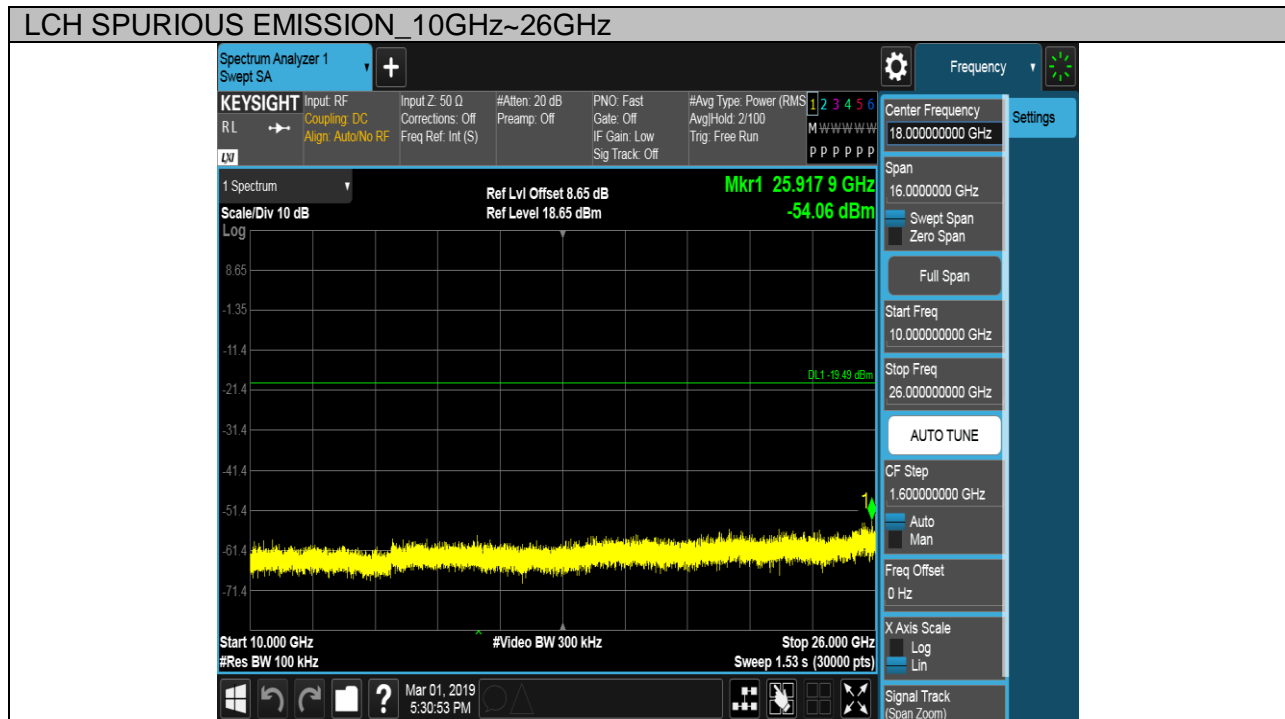 LCH SPURIOUS EMISSION_10GHz~26GHz
Spectrum Analyzer 1
Swept SA
+
Frequency
KEYSIGHT
RL
LXI
Input: RF
Coupling: DC
Align: Auto/No RF
Input Z: 50 Ω
Corrections: Off
Freq Ref: Int (S)
#Atten: 20 dB
Preamp: Off
PNO: Fast
Gate: Off
IF Gain: Low
Sig Track: Off
#Avg Type: Power (RMS
Avg|Hold: 2/100
Trig: Free Run
1 2 3 4 5 6
M W W W W W
P P P P P P
1 Spectrum
Scale/Div 10 dB
Ref Lvl Offset 8.65 dB
Ref Level 18.65 dBm
Mkr1 25.917 9 GHz
-54.06 dBm
Log
8.65
-1.35
-11.4
DL1 -19.49 dBm
-21.4
-31.4
-41.4
1
-51.4
-61.4
-71.4
Start 10.000 GHz
#Res BW 100 kHz
#Video BW 300 kHz
Stop 26.000 GHz
Sweep 1.53 s (30000 pts)
?
Mar 01, 2019
5:30:53 PM
Center Frequency
18.000000000 GHz
Settings
Span
16.0000000 GHz
Swept Span
Zero Span
Full Span
Start Freq
10.000000000 GHz
Stop Freq
26.000000000 GHz
AUTO TUNE
CF Step
1.600000000 GHz
Auto
Man
Freq Offset
0 Hz
X Axis Scale
Log
Lin
Signal Track
(Span Zoom)